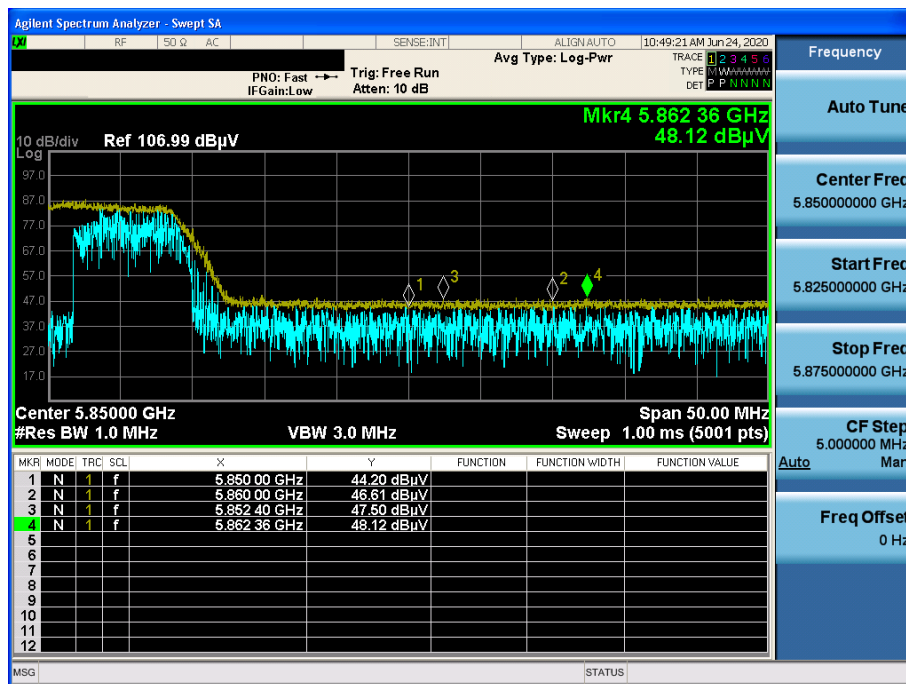 Agilent Spectrum Analyzer - Swept SA
LXI RF 50 Ω AC SENSE:INT ALIGN AUTO 10:49:21 AM Jun 24, 2020
Avg Type: Log-Pwr TRACE 1 2 3 4 5 6
PNO: Fast Trig: Free Run TYPE M W W W W W
IFGain:Low Atten: 10 dB DET P P N N N N
Mkr4 5.862 36 GHz
10 dB/div Ref 106.99 dBµV 48.12 dBµV
Log
97.0
87.0
77.0
67.0
57.0
47.0
37.0
27.0
17.0
1
3
2
4
Center 5.85000 GHz Span 50.00 MHz
#Res BW 1.0 MHz VBW 3.0 MHz Sweep 1.00 ms (5001 pts)
MKR MODE TRC SCL X Y FUNCTION FUNCTION WIDTH FUNCTION VALUE
1 N 1 f 5.850 00 GHz 44.20 dBµV
2 N 1 f 5.860 00 GHz 46.61 dBµV
3 N 1 f 5.852 40 GHz 47.50 dBµV
4 N 1 f 5.862 36 GHz 48.12 dBµV
5
6
7
8
9
10
11
12
MSG STATUS
Frequency
Auto Tune
Center Freq
5.850000000 GHz
Start Freq
5.825000000 GHz
Stop Freq
5.875000000 GHz
CF Step
5.000000 MHz
Auto Man
Freq Offset
0 Hz